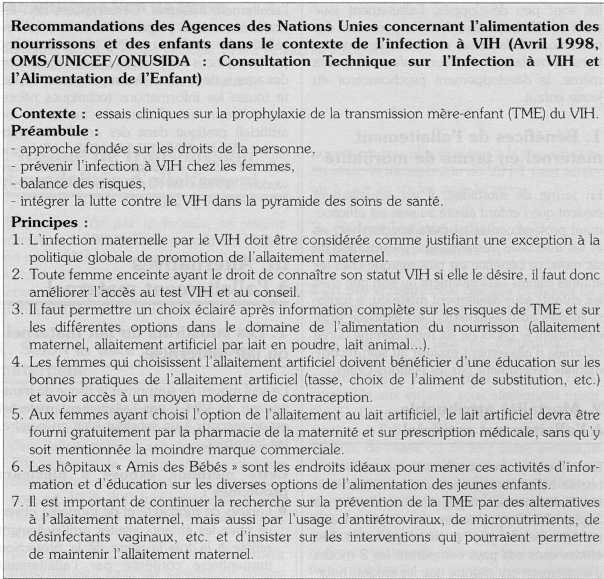 Recommandations des Agences des Nations Unies concernant l'alimentation des
nourrissons et des enfants dans le contexte de l'infection à VIH (Avril 1998,
OMS/UNICEF/ONUSIDA : Consultation Technique sur l'Infection à VIH et
l'Alimentation de l'Enfant)
Contexte : essais cliniques sur la prophylaxie de la transmission mère-enfant (TME) du VIH.
Préambule :
- approche fondée sur les droits de la personne,
- prévenir l'infection à VIH chez les femmes,
- balance des risques,
- intégrer la lutte contre le VIH dans la pyramide des soins de santé.
Principes :
1. L'infection maternelle par le VIH doit être considérée comme justifiant une exception à la
politique globale de promotion de l'allaitement maternel.
2. Toute femme enceinte ayant le droit de connaître son statut VIH si elle le désire, il faut donc
améliorer l'accès au test VIH et au conseil.
3. Il faut permettre un choix éclairé après information complète sur les risques de TME et sur
les différentes options dans le domaine de l'alimentation du nourrisson (allaitement
maternel, allaitement artificiel par lait en poudre, lait animal...).
4. Les femmes qui choisissent l'allaitement artificiel doivent bénéficier d'une éducation sur les
bonnes pratiques de l'allaitement artificiel (tasse, choix de l'aliment de substitution, etc.)
et avoir accès à un moyen moderne de contraception.
5. Aux femmes ayant choisi l'option de l'allaitement au lait artificiel, le lait artificiel devra être
fourni gratuitement par la pharmacie de la maternité et sur prescription médicale, sans qu'y
soit mentionnée la moindre marque commerciale.
6. Les hôpitaux « Amis des Bébés » sont les endroits idéaux pour mener ces activités d'infor-
mation et d'éducation sur les diverses options de l'alimentation des jeunes enfants.
7. Il est important de continuer la recherche sur la prévention de la TME par des alternatives
à l'allaitement maternel, mais aussi par l'usage d'antirétroviraux, de micronutriments, de
désinfectants vaginaux, etc. et d'insister sur les interventions qui pourraient permettre
de maintenir l'allaitement maternel.